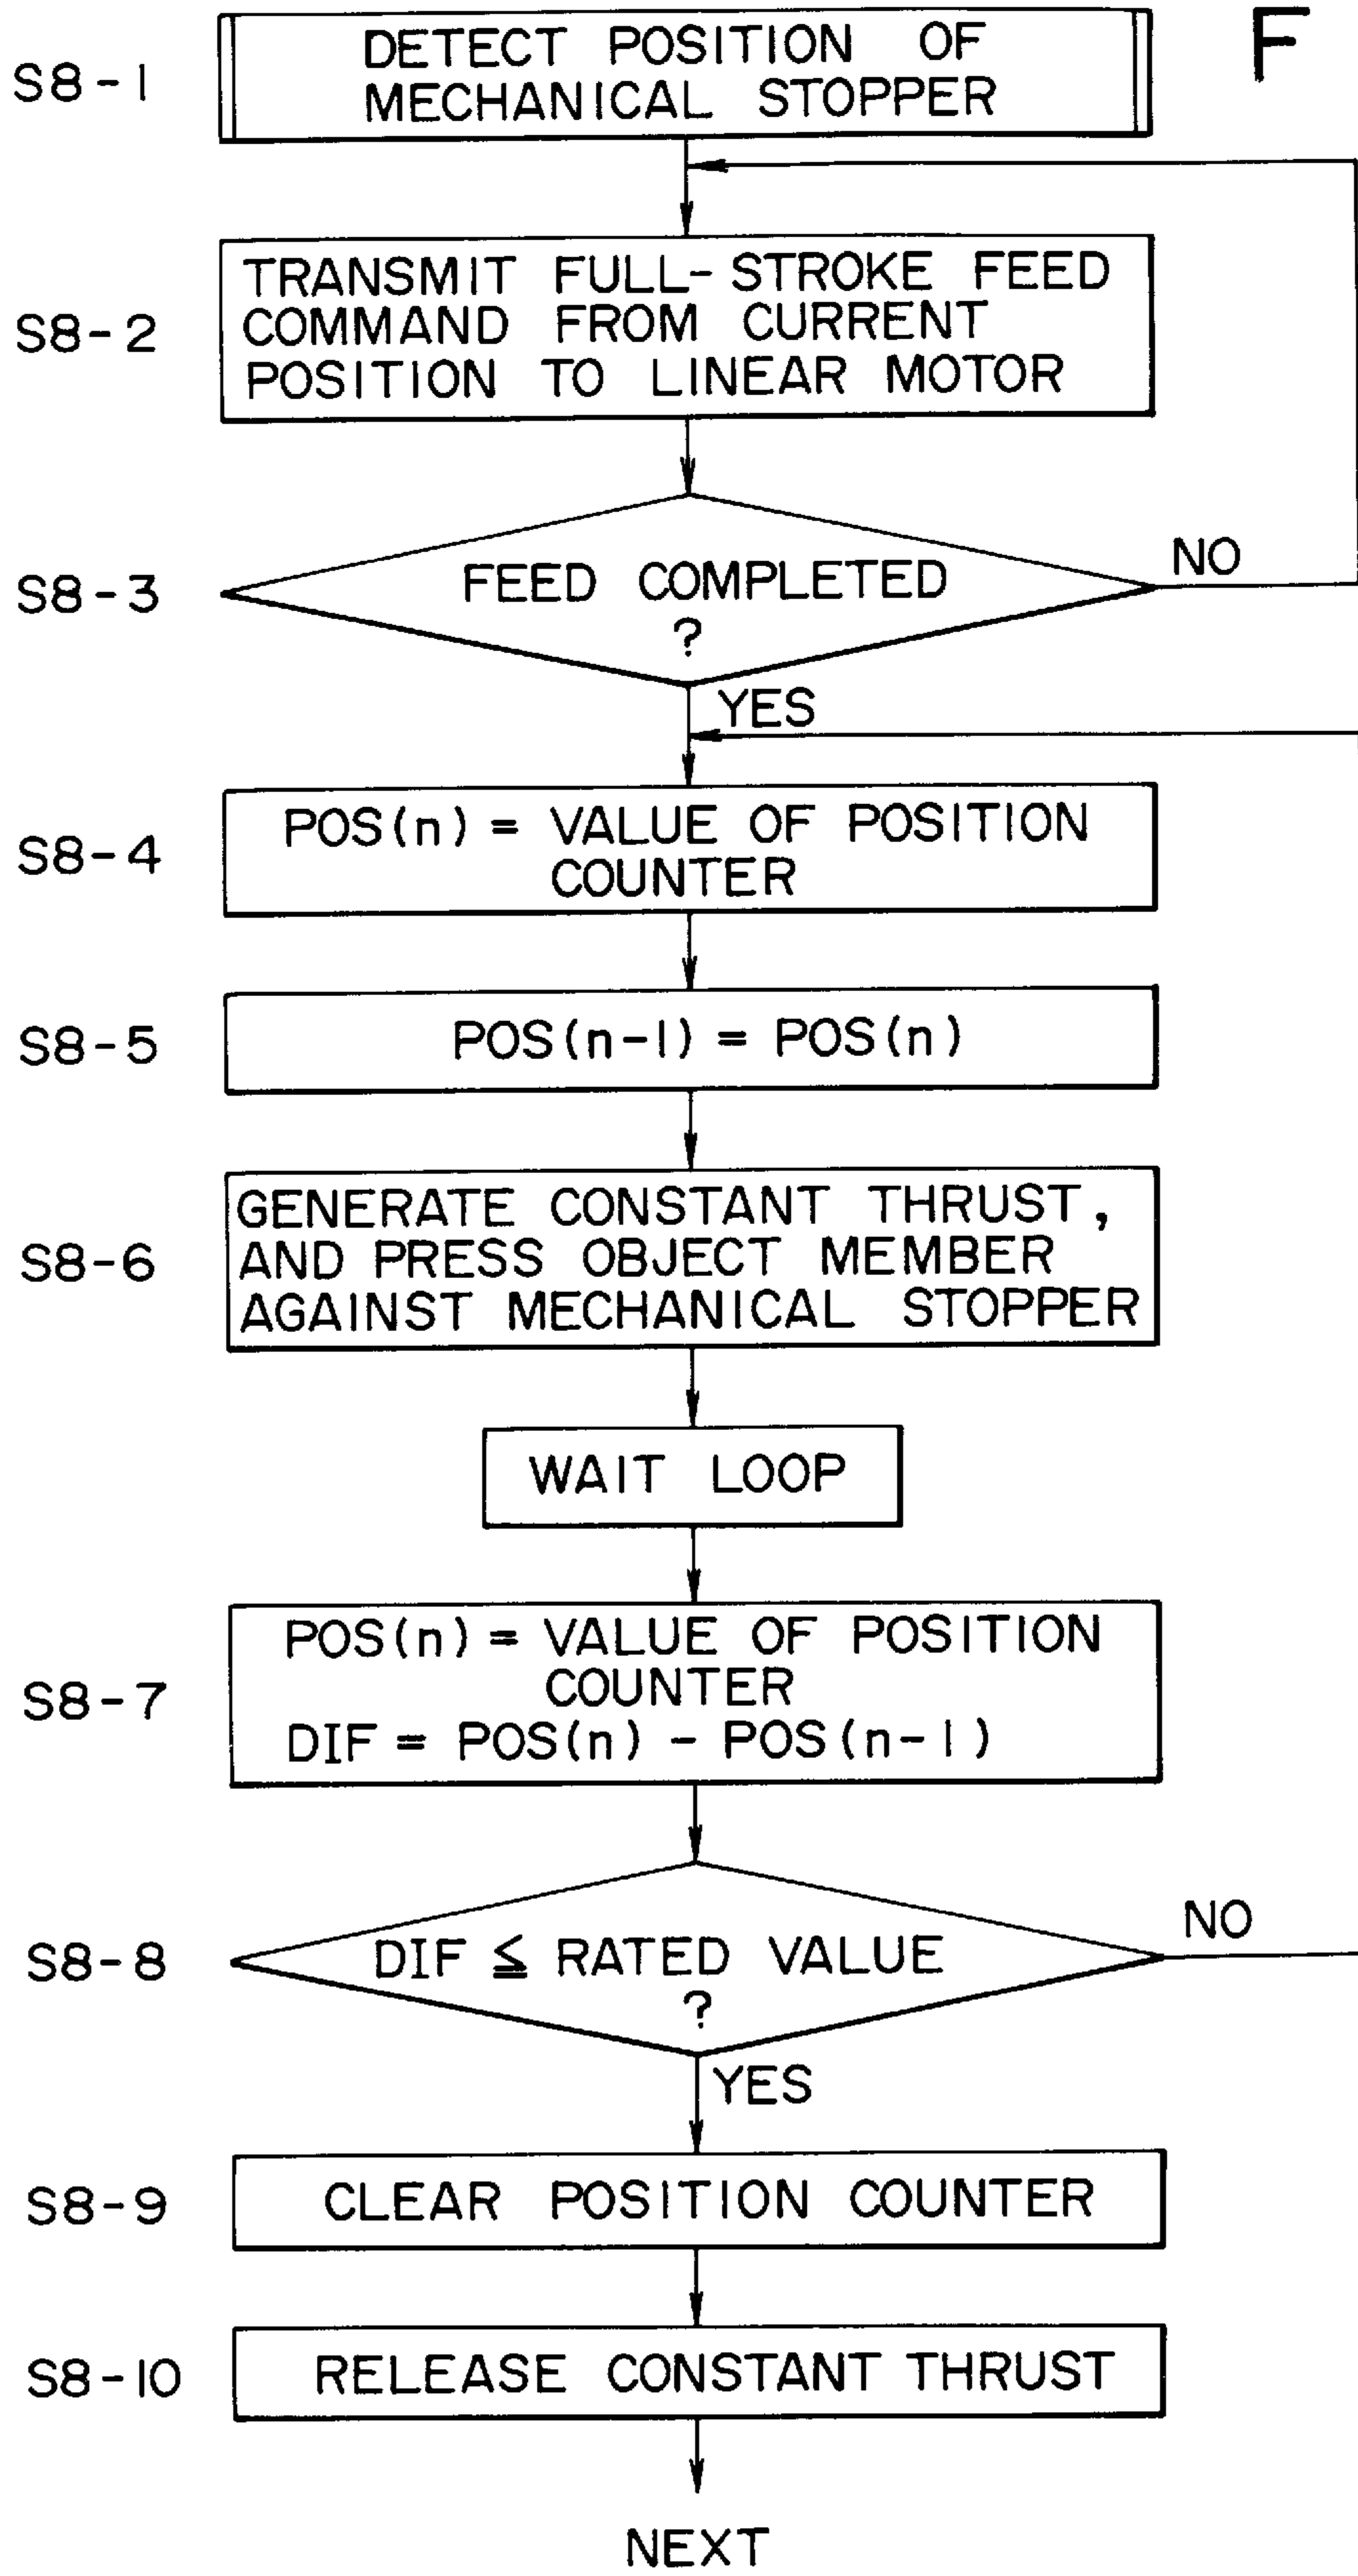 F
S8-1
DETECT POSITION OF
MECHANICAL STOPPER
S8-2
TRANSMIT FULL-STROKE FEED
COMMAND FROM CURRENT
POSITION TO LINEAR MOTOR
S8-3
FEED COMPLETED
?
NO
YES
S8-4
POS(n) = VALUE OF POSITION
COUNTER
S8-5
POS(n-1) = POS(n)
S8-6
GENERATE CONSTANT THRUST,
AND PRESS OBJECT MEMBER
AGAINST MECHANICAL STOPPER
WAIT LOOP
S8-7
POS(n) = VALUE OF POSITION
COUNTER
DIF = POS(n) - POS(n-1)
S8-8
DIF ≦ RATED VALUE
?
NO
YES
S8-9
CLEAR POSITION COUNTER
S8-10
RELEASE CONSTANT THRUST
NEXT